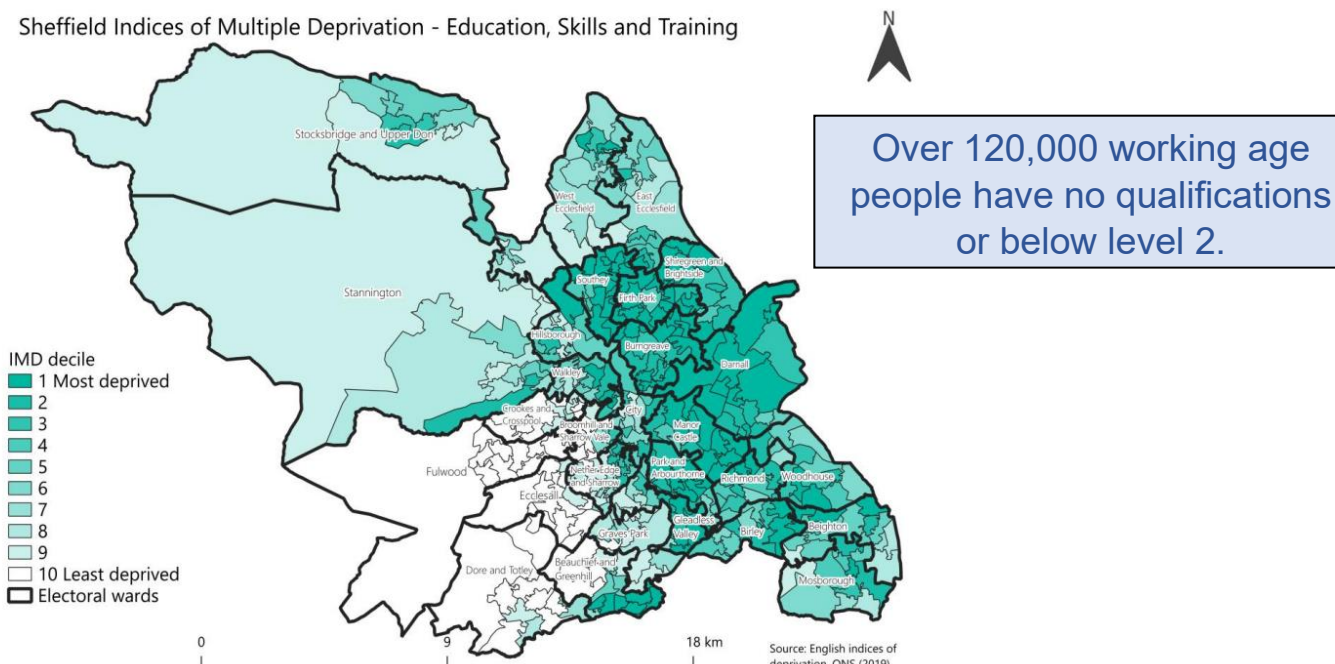 Sheffield Indices of Multiple Deprivation - Education, Skills and Training
N
Over 120,000 working age
people have no qualifications
or below level 2.
Stocksbridge and Upper Don
West
Ecclesfield
East
Ecclesfield
Shiregreen and
Brightside
Southey
Firth Park
Stannington
Hillsborough
Burngreave
Darnall
Walkley
Crookes and
Crosspool
City
Broomhill and
Sharrow Vale
Manor
Castle
Fulwood
Nether Edge
and Sharrow
Park and
Arbourthorne
Richmond
Woodhouse
Ecclesall
Graves Park
Gleadless
Valley
Birley
Beighton
Dore and Totley
Beauchief and
Greenhill
Mosborough
IMD decile
1 Most deprived
2
3
4
5
6
7
8
9
10 Least deprived
Electoral wards
0 9 18 km
Source: English indices of
deprivation, ONS (2019)